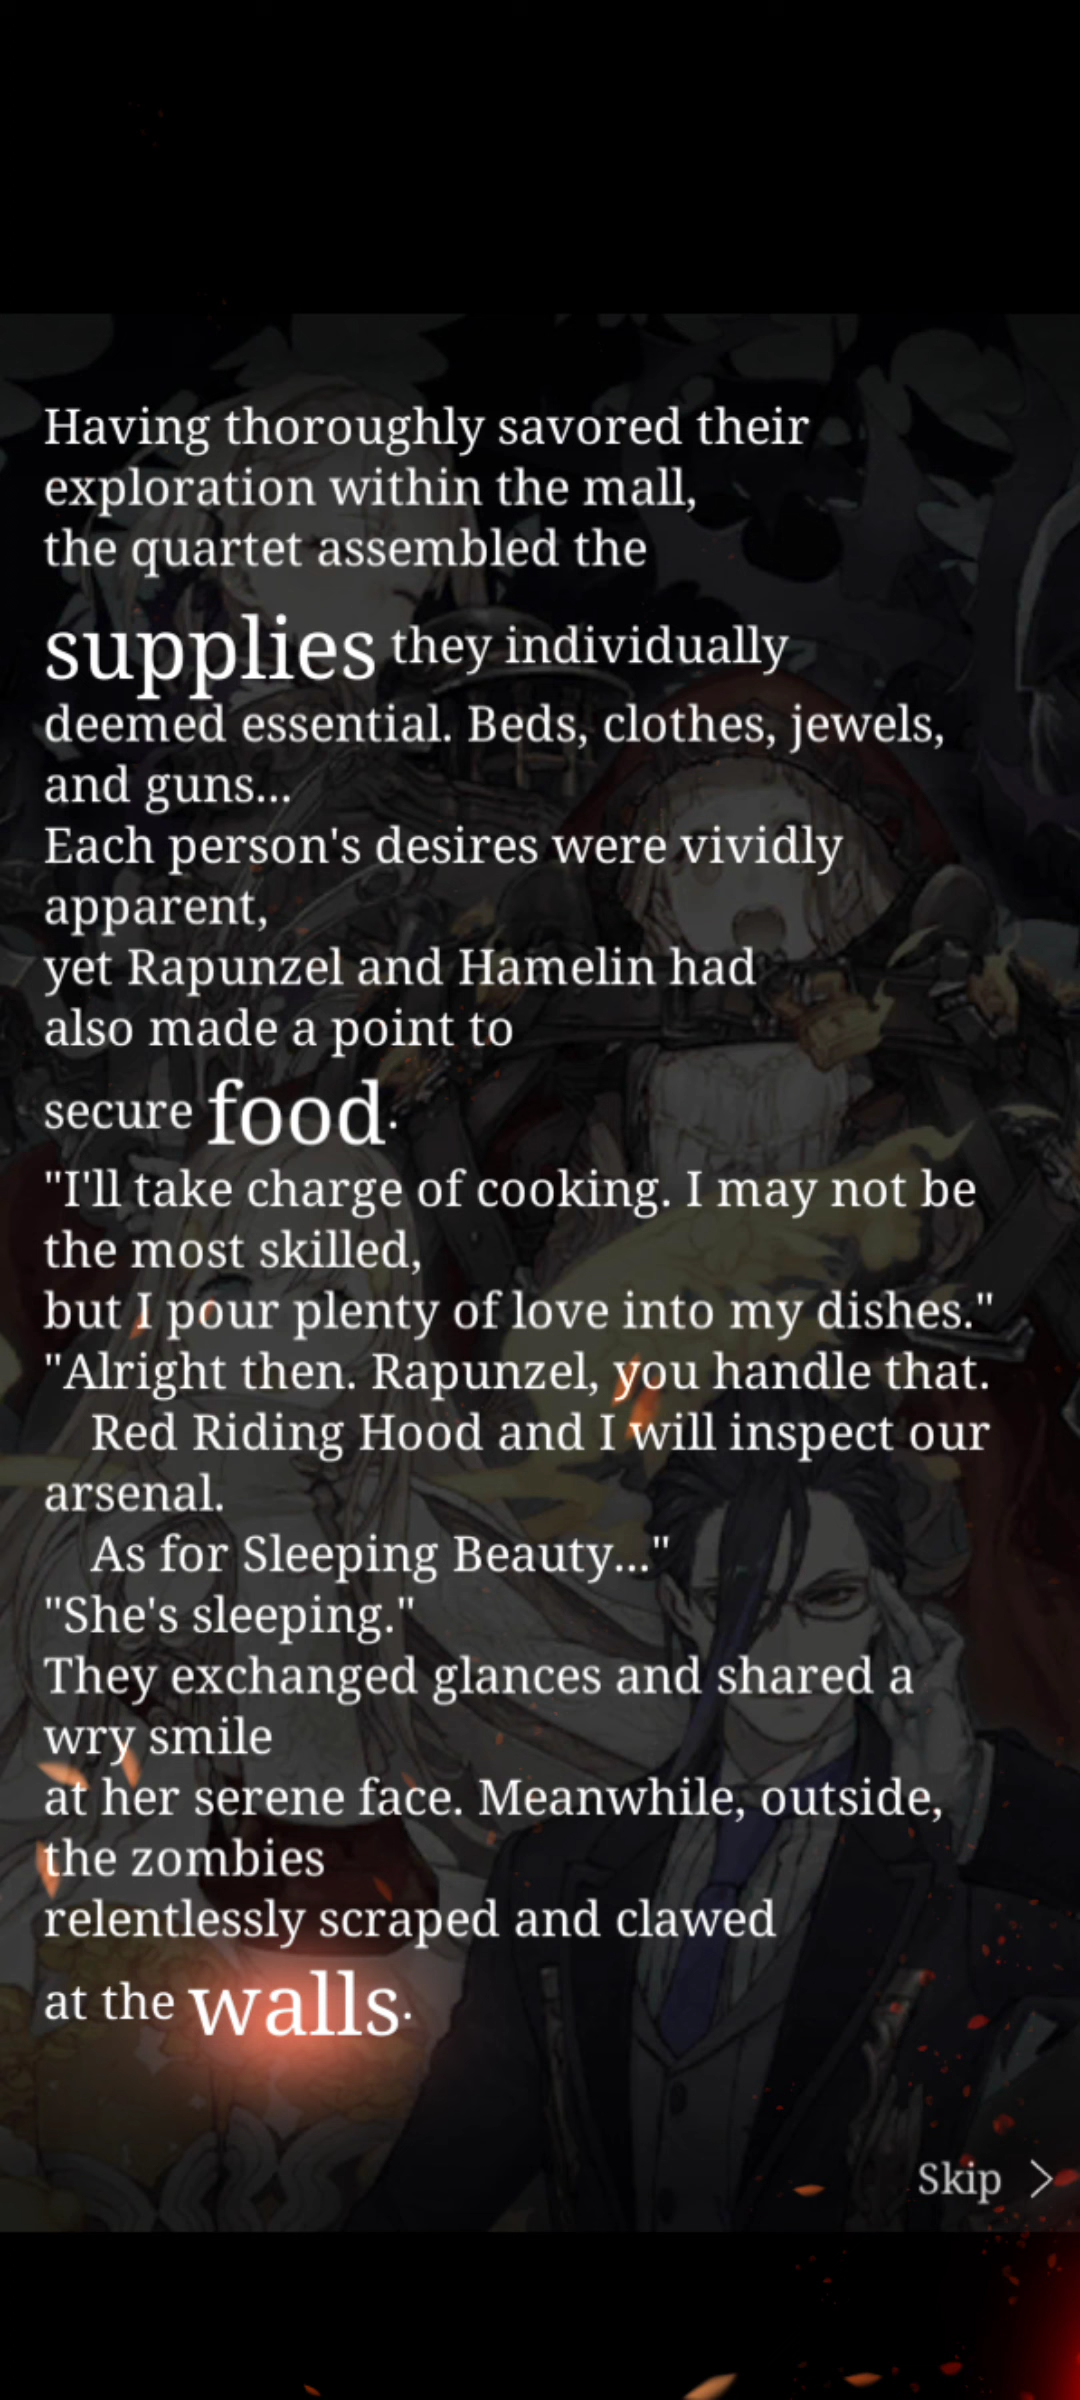 Having thoroughly savored their
exploration within the mall,
the quartet assembled the
supplies they individually
deemed essential. Beds, clothes, jewels,
and guns...
Each person's desires were vividly
apparent,
yet Rapunzel and Hamelin had
also made a point to
secure food.
"I'll take charge of cooking. I may not be
the most skilled,
but I pour plenty of love into my dishes."
"Alright then. Rapunzel, you handle that.
Red Riding Hood and I will inspect our
arsenal.
As for Sleeping Beauty..."
"She's sleeping."
They exchanged glances and shared a
wry smile
at her serene face. Meanwhile, outside,
the zombies
relentlessly scraped and clawed
at the walls.
Skip >